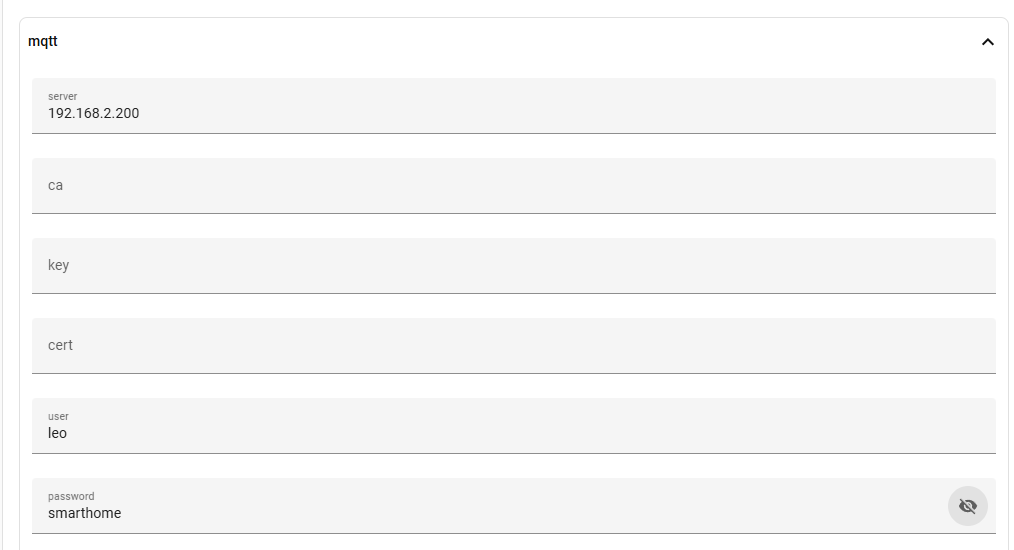 mqtt
server
192.168.2.200
ca
key
cert
user
leo
password
smarthome